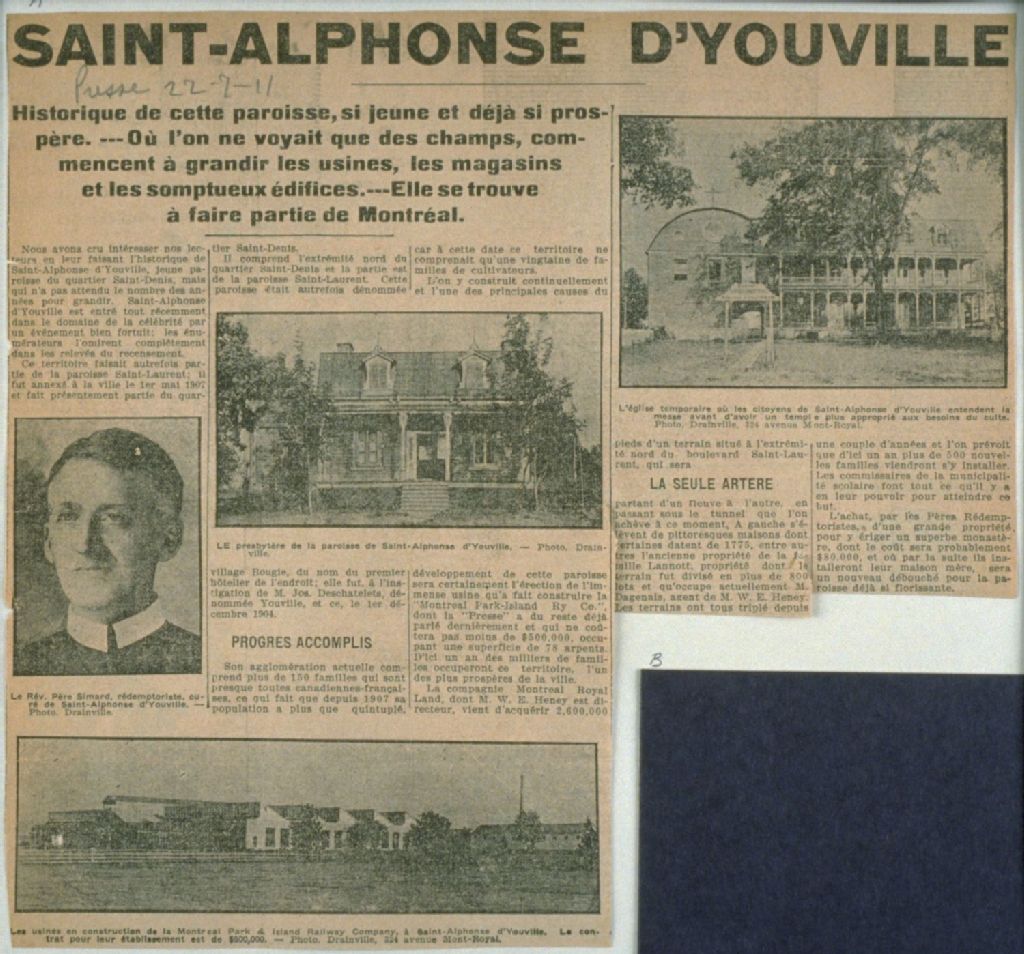 A
SAINT-ALPHONSE D'YOUVILLE
Presse 22-7-11
Historique de cette paroisse, si jeune et déjà si pros-
père. --- Où l'on ne voyait que des champs, com-
mencent à grandir les usines, les magasins
et les somptueux édifices.---Elle se trouve
à faire partie de Montréal.
Nous avons cru intéresser nos lec-
teurs en leur faisant l'historique de
Saint-Alphonse d'Youville, jeune pa-
roisse du quartier Saint-Denis, mais
qui n'a pas attendu le nombre des an-
nées pour grandir. Saint-Alphonse
d'Youville est entré tout récemment
dans le domaine de la célébrité par
un événement bien fortuit: les énu-
mérateurs l'omirent complètement
dans les relevés du recensement.
Ce territoire faisait autrefois par-
tie de la paroisse Saint-Laurent; il
fut annexé à la ville le 1er mai 1907
et fait présentement partie du quar-
tier Saint-Denis.
Il comprend l'extrémité nord du
quartier Saint-Denis et la partie est
de la paroisse Saint-Laurent. Cette
paroisse était autrefois dénommée
LE presbytère de la paroisse de Saint-Alphonse d'Youville. — Photo. Drain-
ville.
village Rougie, du nom du premier
hôtelier de l'endroit; elle fut, à l'ins-
tigation de M. Jos. Deschatelets, dé-
nommée Youville, et ce, le 1er dé-
cembre 1904.
PROGRES ACCOMPLIS
Son agglomération actuelle com-
prend plus de 150 familles qui sont
presque toutes canadiennes-françai-
ses, ce qui fait que depuis 1907 sa
population a plus que quintuplé,
car à cette date ce territoire ne
comprenait qu'une vingtaine de fa-
milles de cultivateurs.
L'on y construit continuellement
et l'une des principales causes du
développement de cette paroisse
sera certainement l'érection de l'im-
mense usine qu'a fait construire la
"Montreal Park-Island Ry Co.",
dont la "Presse" a du reste déjà
parlé dernièrement et qui ne coû-
tera pas moins de $500,000, occu-
pant une superficie de 78 arpents.
D'ici un an des milliers de famil-
les occuperont ce territoire, l'un
des plus prospères de la ville.
La compagnie Montreal Royal
Land, dont M. W. E. Heney est di-
recteur, vient d'acquérir 2,600,000
L'église temporaire où les citoyens de Saint-Alphonse d'Youville entendent la
messe avant d'avoir un temple plus approprié aux besoins du culte.
Photo. Drainville, 324 avenue Mont-Royal.
pieds d'un terrain situé à l'extrémi-
té nord du boulevard Saint-Lau-
rent, qui sera
LA SEULE ARTERE
partant d'un fleuve à l'autre, en
passant sous le tunnel que l'on
achève à ce moment. A gauche s'é-
lèvent de pittoresques maisons dont
certaines datent de 1775, entre au-
tres l'ancienne propriété de la fa-
mille Lannott, propriété dont le
terrain fut divisé en plus de 800
lots et qu'occupe actuellement M.
Dagenais, agent de M. W. E. Heney.
Les terrains ont tous triplé depuis
une couple d'années et l'on prévoit
que d'ici un an plus de 500 nouvel-
les familles viendront s'y installer.
Les commissaires de la municipali-
té scolaire font tout ce qu'il y a
en leur pouvoir pour atteindre ce
but.
L'achat, par les Pères Rédemp-
toristes, d'une grande propriété
pour y ériger un superbe monastè-
re, dont le coût sera probablement
$80,000, et où par la suite ils ins-
talleront leur maison mère, sera
un nouveau débouché pour la pa-
roisse déjà si florissante.
Le Rév. Père Simard, rédemptoriste, cu-
ré de Saint-Alphonse d'Youville. —
Photo. Drainville.
B
Les usines en construction de la Montreal Park & Island Railway Company, à Saint-Alphonse d'Youville. Le con-
trat pour leur établissement est de $500,000. — Photo. Drainville, 324 avenue Mont-Royal.